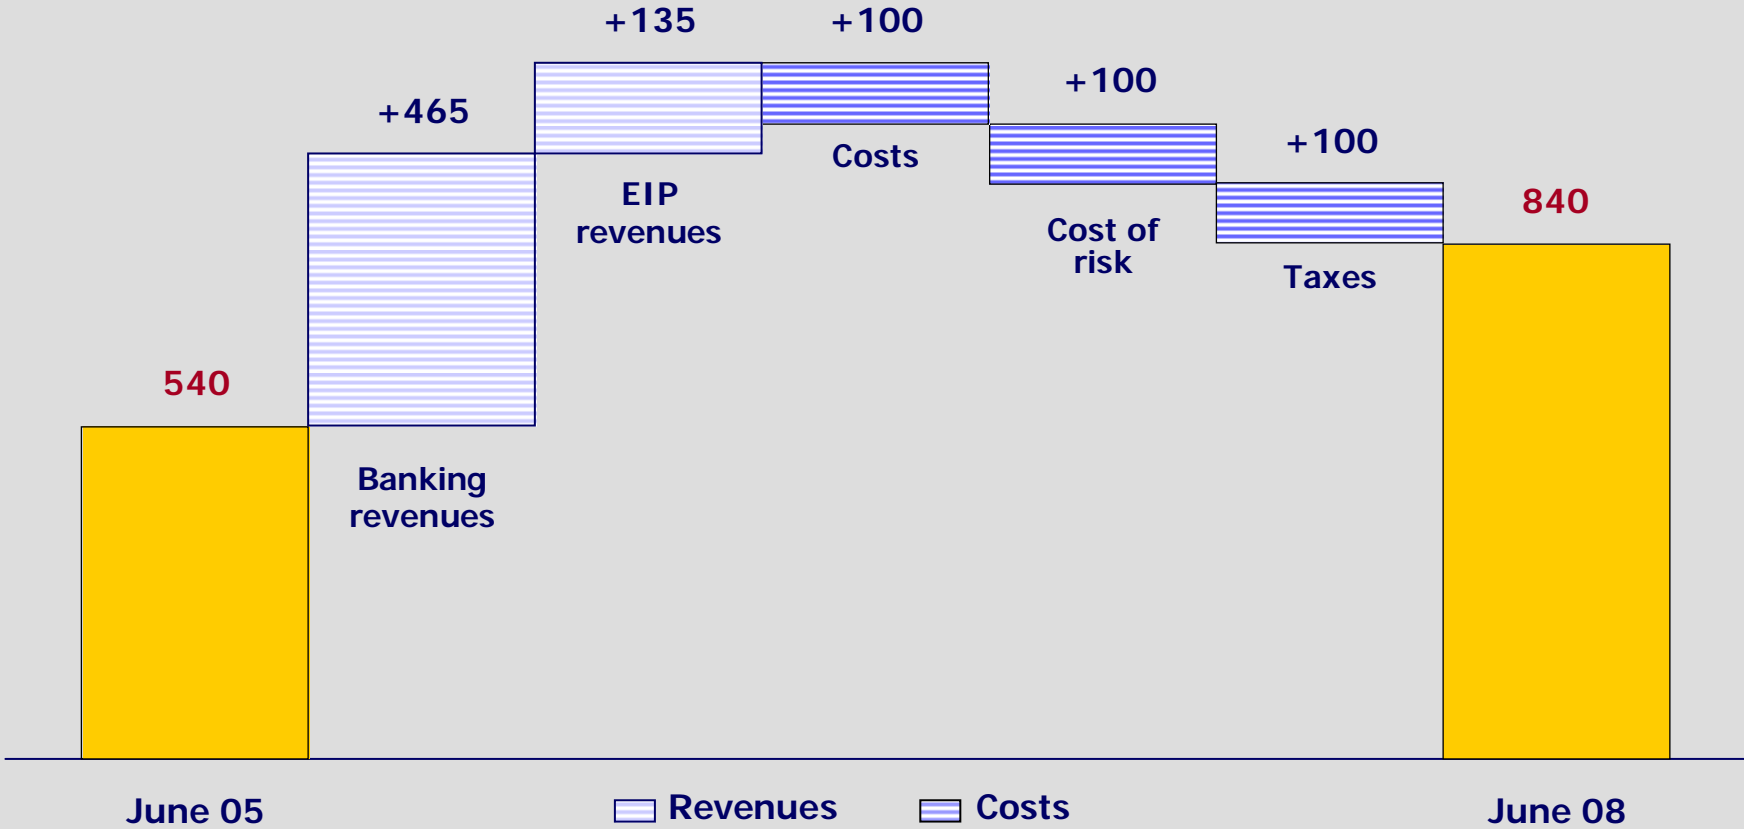 +135
+100
+465
+100
+100
Costs
EIP
revenues
840
Cost of
risk
Taxes
540
Banking
revenues
June 05
Revenues
Costs
June 08